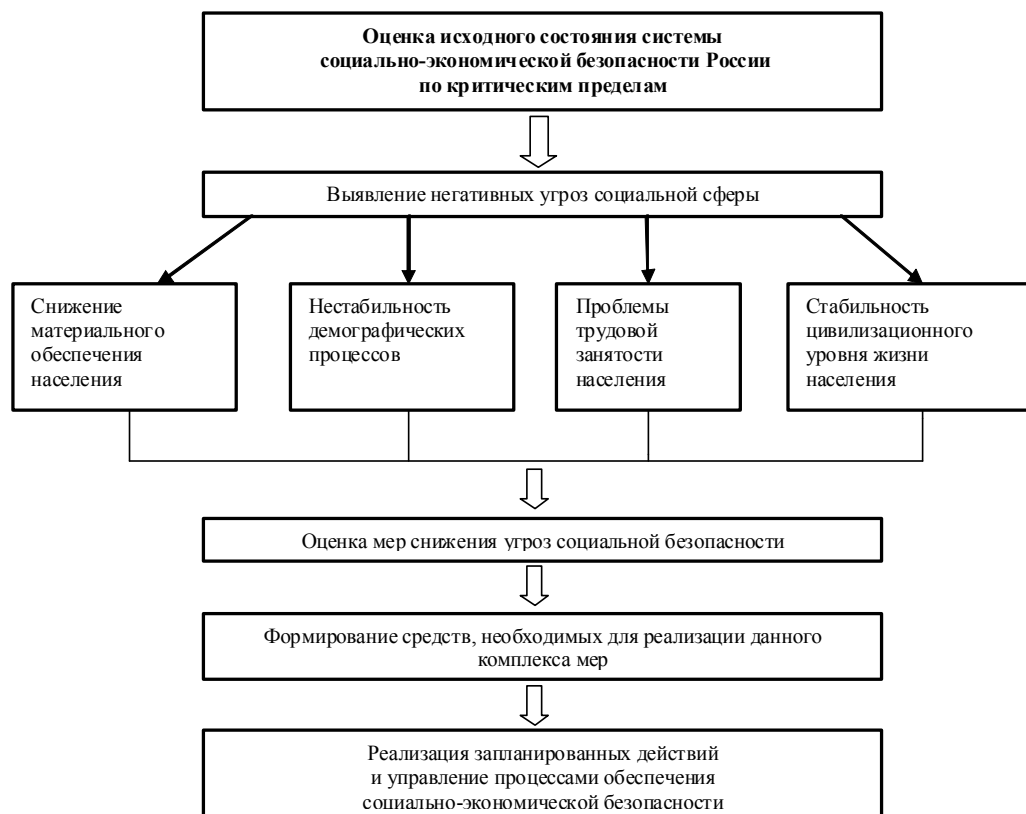 Оценка исходного состояния системы
социально-экономической безопасности России
по критическим пределам
Выявление негативных угроз социальной сферы
Снижение
материального
обеспечения
населения
Нестабильность
демографических
процессов
Проблемы
трудовой
занятости
населения
Стабильность
цивилизационного
уровня жизни
населения
Оценка мер снижения угроз социальной безопасности
Формирование средств, необходимых для реализации данного
комплекса мер
Реализация запланированных действий
и управление процессами обеспечения
социально-экономической безопасности